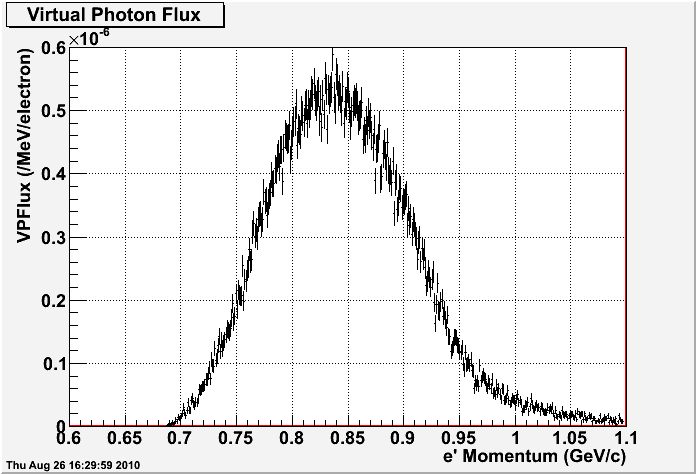 Virtual Photon Flux
×10-6
VPFlux (/MeV/electron)
0.6
0.5
0.4
0.3
0.2
0.1
0
0.6 0.65 0.7 0.75 0.8 0.85 0.9 0.95 1 1.05 1.1
e' Momentum (GeV/c)
Thu Aug 26 16:29:59 2010